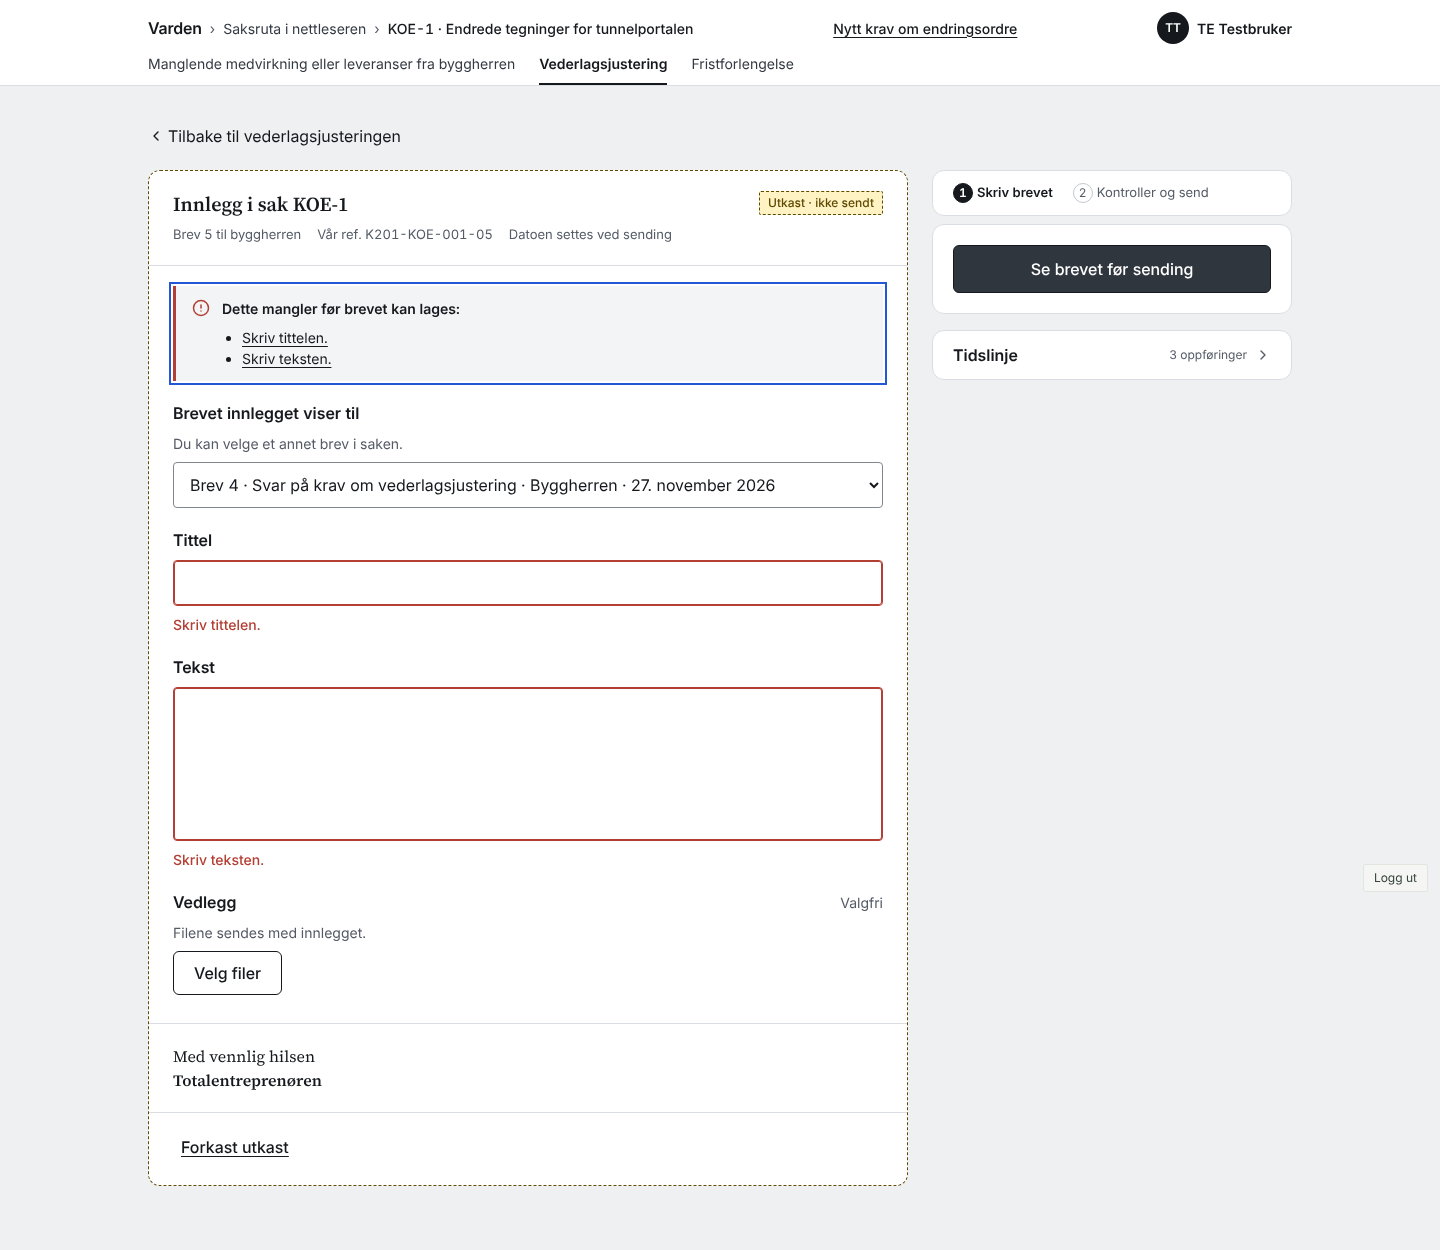 Varden › Saksruta i nettleseren › KOE-1 · Endrede tegninger for tunnelportalen
Nytt krav om endringsordre
TT TE Testbruker
Manglende medvirkning eller leveranser fra byggherren
Vederlagsjustering
Fristforlengelse
Tilbake til vederlagsjusteringen
Innlegg i sak KOE-1
Utkast · ikke sendt
Brev 5 til byggherren
Vår ref. K201-KOE-001-05
Datoen settes ved sending
Dette mangler før brevet kan lages:
Skriv tittelen.
Skriv teksten.
Brevet innlegget viser til
Du kan velge et annet brev i saken.
Brev 4 · Svar på krav om vederlagsjustering · Byggherren · 27. november 2026
Tittel
Skriv tittelen.
Tekst
Skriv teksten.
Vedlegg
Valgfri
Filene sendes med innlegget.
Velg filer
Med vennlig hilsen
Totalentreprenøren
Forkast utkast
1 Skriv brevet
2 Kontroller og send
Se brevet før sending
Tidslinje
3 oppføringer
Logg ut